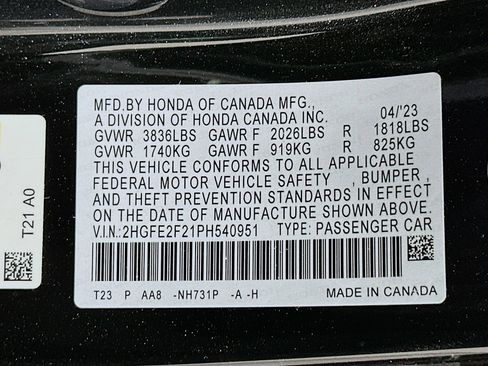 MFD.BY HONDA OF CANADA MFG.,
A DIVISION OF HONDA CANADA INC. 04/'23
GVWR 3836LBS GAWR F 2026LBS R 1818LBS
GVWR 1740KG GAWR F 919KG R 825KG
THIS VEHICLE CONFORMS TO ALL APPLICABLE
FEDERAL MOTOR VEHICLE SAFETY , BUMPER ,
AND THEFT PREVENTION STANDARDS IN EFFECT
ON THE DATE OF MANUFACTURE SHOWN ABOVE.
V.I.N.:2HGFE2F21PH540951 TYPE: PASSENGER CAR
T23 P AA8 -NH731P -A -H
MADE IN CANADA
T21 A0